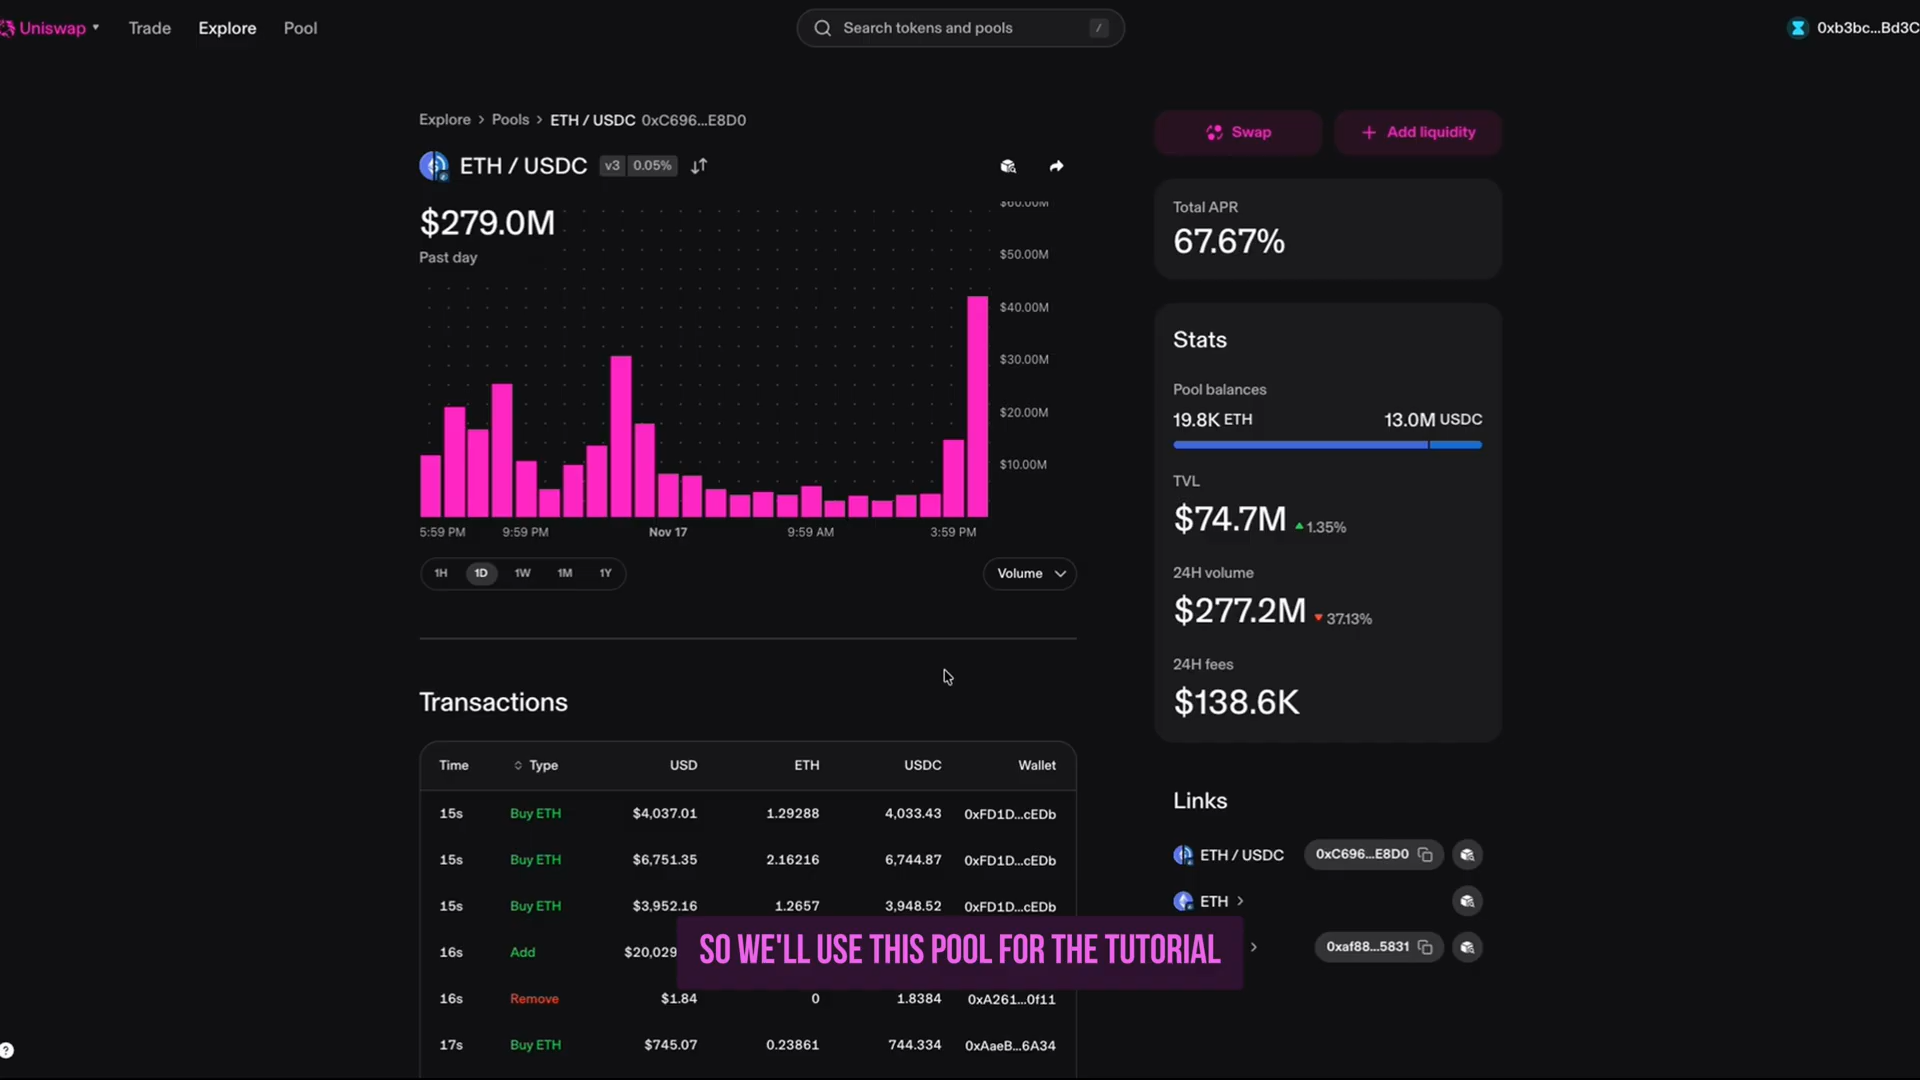 Uniswap
Trade
Explore
Pool
Search tokens and pools
/
0xb3bc...Bd3C
Explore > Pools > ETH / USDC 0xC696...E8D0
ETH / USDC v3 0.05%
$279.0M
Past day
$60.00M
$50.00M
$40.00M
$30.00M
$20.00M
$10.00M
5:59 PM 9:59 PM Nov 17 9:59 AM 3:59 PM
1H 1D 1W 1M 1Y
Volume
Swap
+ Add liquidity
Total APR
67.67%
Stats
Pool balances
19.8K ETH 13.0M USDC
TVL
$74.7M 1.35%
24H volume
$277.2M 37.13%
24H fees
$138.6K
Transactions
Time Type USD ETH USDC Wallet
15s Buy ETH $4,037.01 1.29288 4,033.43 0xFD1D...cEDb
15s Buy ETH $6,751.35 2.16216 6,744.87 0xFD1D...cEDb
15s Buy ETH $3,952.16 1.2657 3,948.52 0xFD1D...cEDb
16s Add $20,029
16s Remove $1.84 0 1.8384 0xA261...0f11
17s Buy ETH $745.07 0.23861 744.334 0xAaeB...6A34
Links
ETH / USDC 0xC696...E8D0
ETH >
> 0xaf88...5831
SO WE'LL USE THIS POOL FOR THE TUTORIAL
?